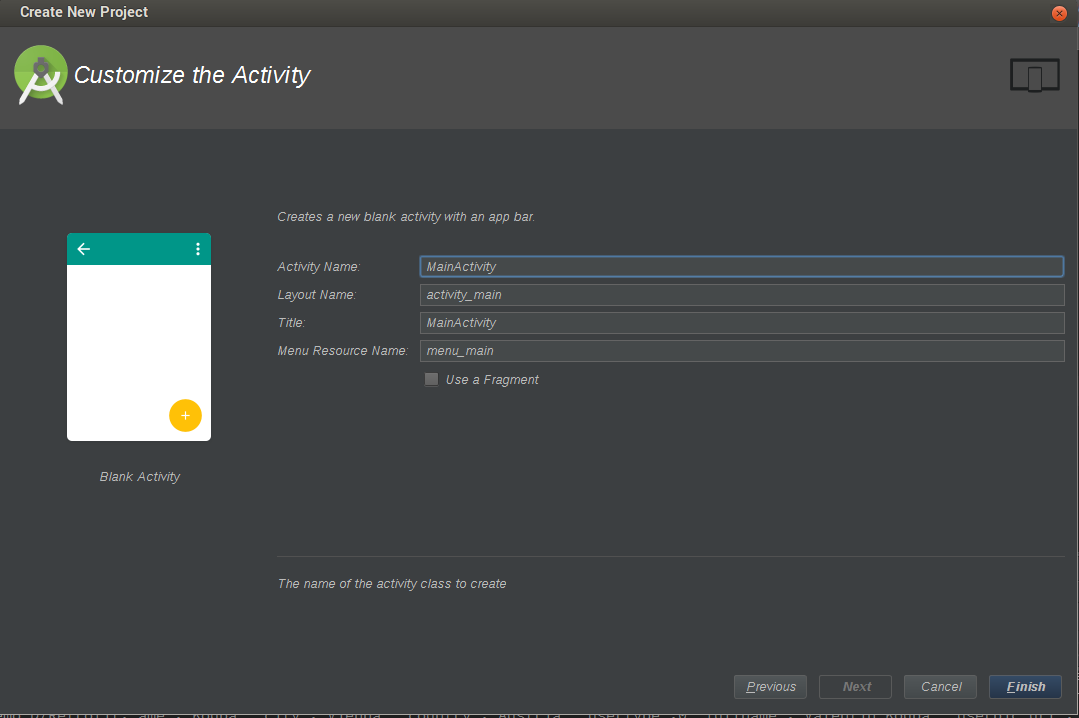 Create New Project
Customize the Activity
Creates a new blank activity with an app bar.
Activity Name: MainActivity
Layout Name: activity_main
Title: MainActivity
Menu Resource Name: menu_main
Use a Fragment
Blank Activity
The name of the activity class to create
Previous Next Cancel Finish